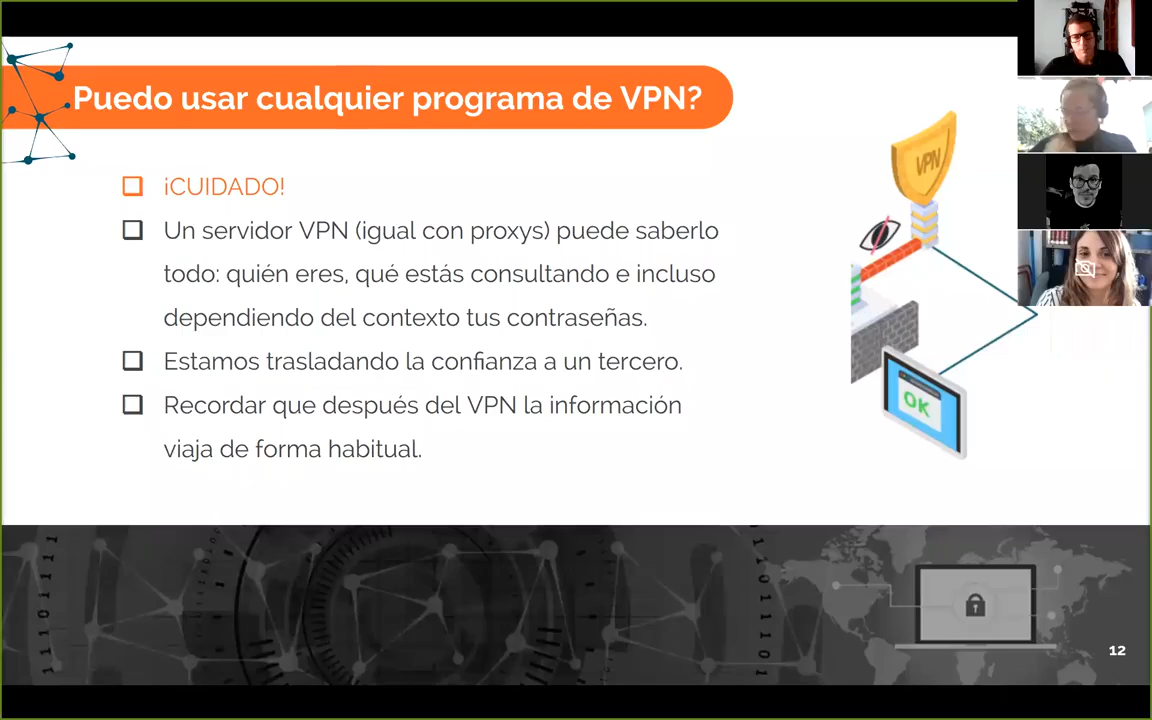 Puedo usar cualquier programa de VPN?
¡CUIDADO!
Un servidor VPN (igual con proxys) puede saberlo
todo: quién eres, qué estás consultando e incluso
dependiendo del contexto tus contraseñas.
Estamos trasladando la confianza a un tercero.
Recordar que después del VPN la información
viaja de forma habitual.
VPN
OK
12